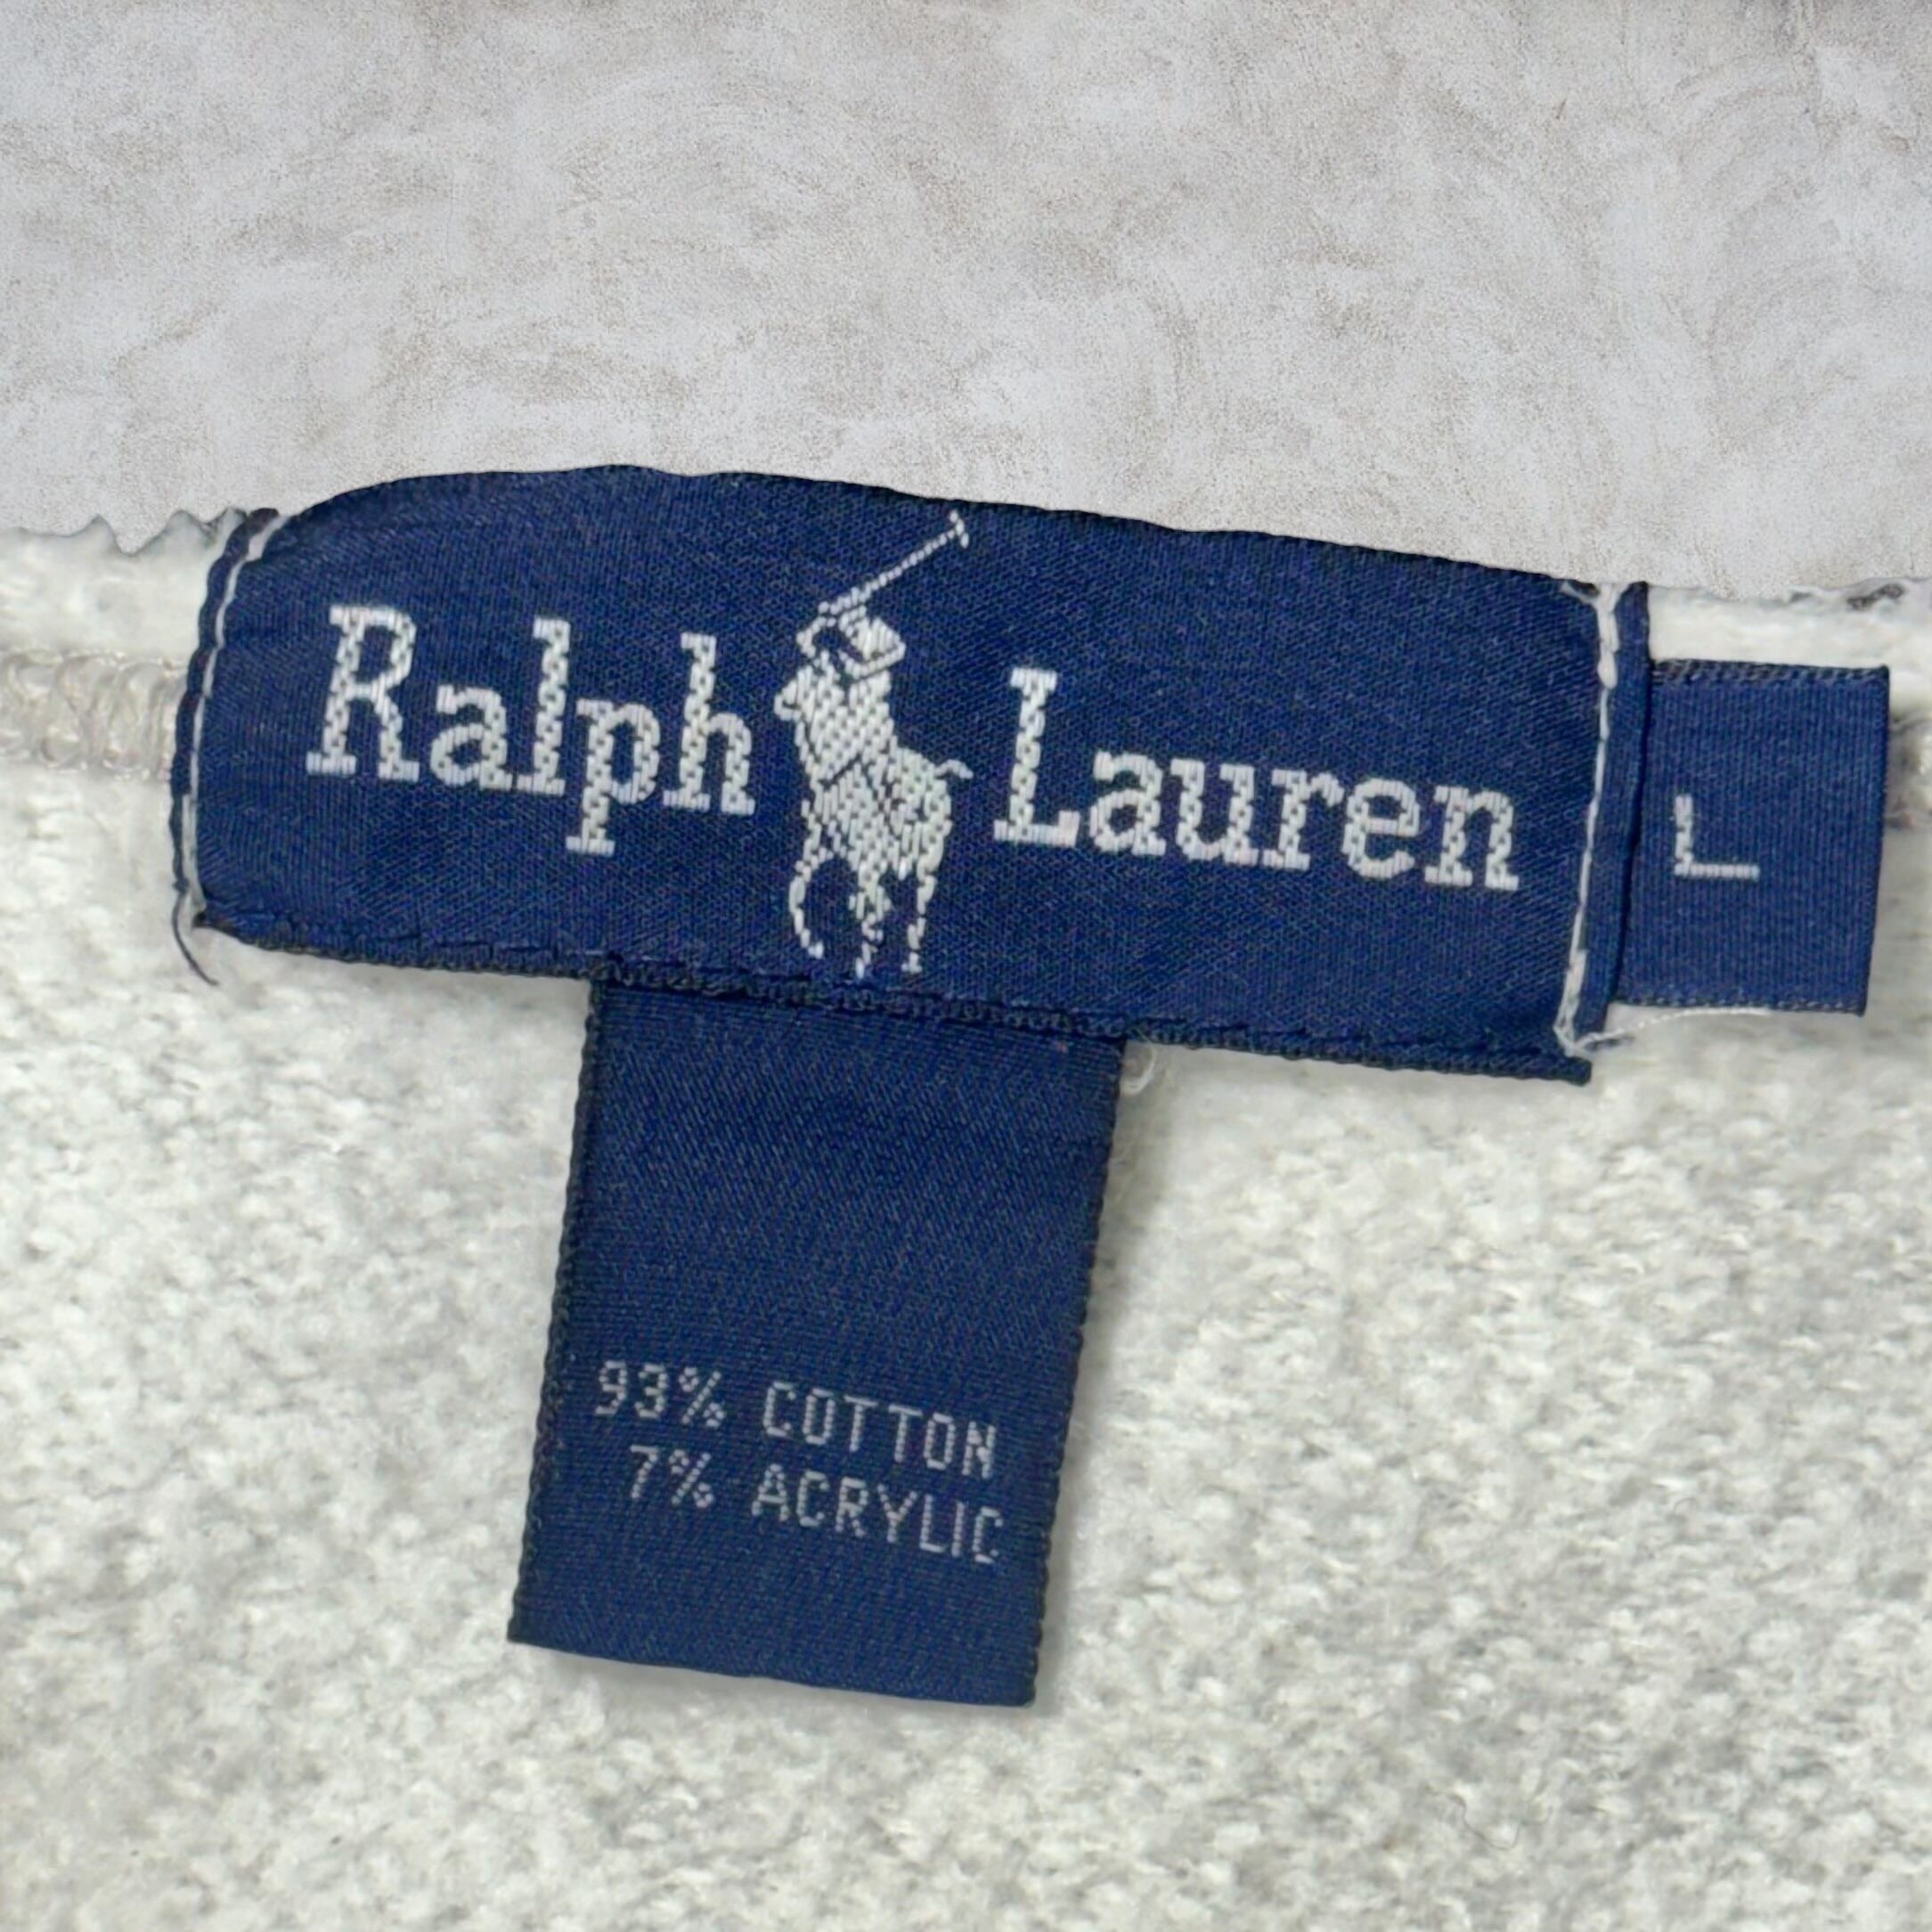 Ralph Lauren
L
93% COTTON
7% ACRYLIC